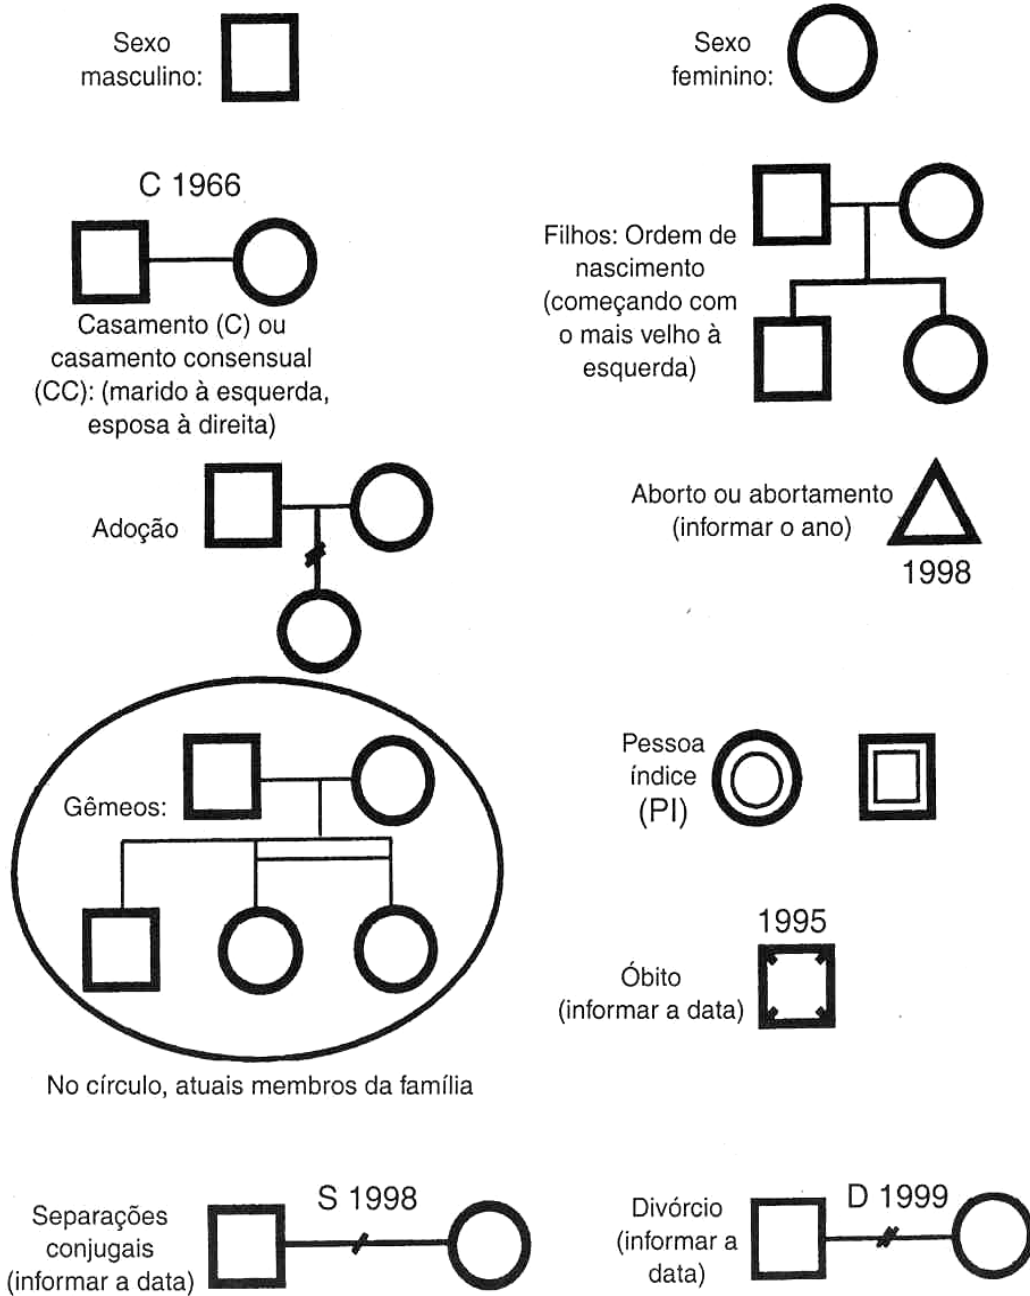 Sexo
masculino:
Sexo
feminino:
C 1966
Casamento (C) ou
casamento consensual
(CC): (marido à esquerda,
esposa à direita)
Filhos: Ordem de
nascimento
(começando com
o mais velho à
esquerda)
Adoção
Aborto ou abortamento
(informar o ano)
1998
Gêmeos:
No círculo, atuais membros da família
Pessoa
índice
(PI)
1995
Óbito
(informar a data)
Separações
conjugais
(informar a data)
S 1998
Divórcio
(informar a
data)
D 1999